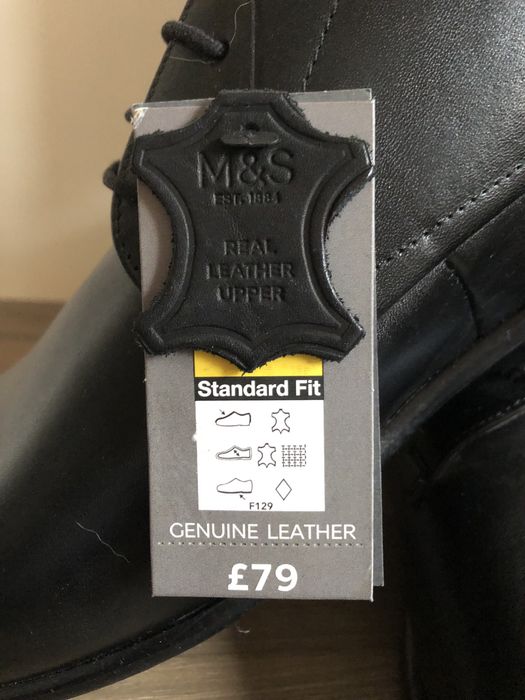 M&S
EST. 1884
REAL
LEATHER
UPPER
Standard Fit
F129
GENUINE LEATHER
£79